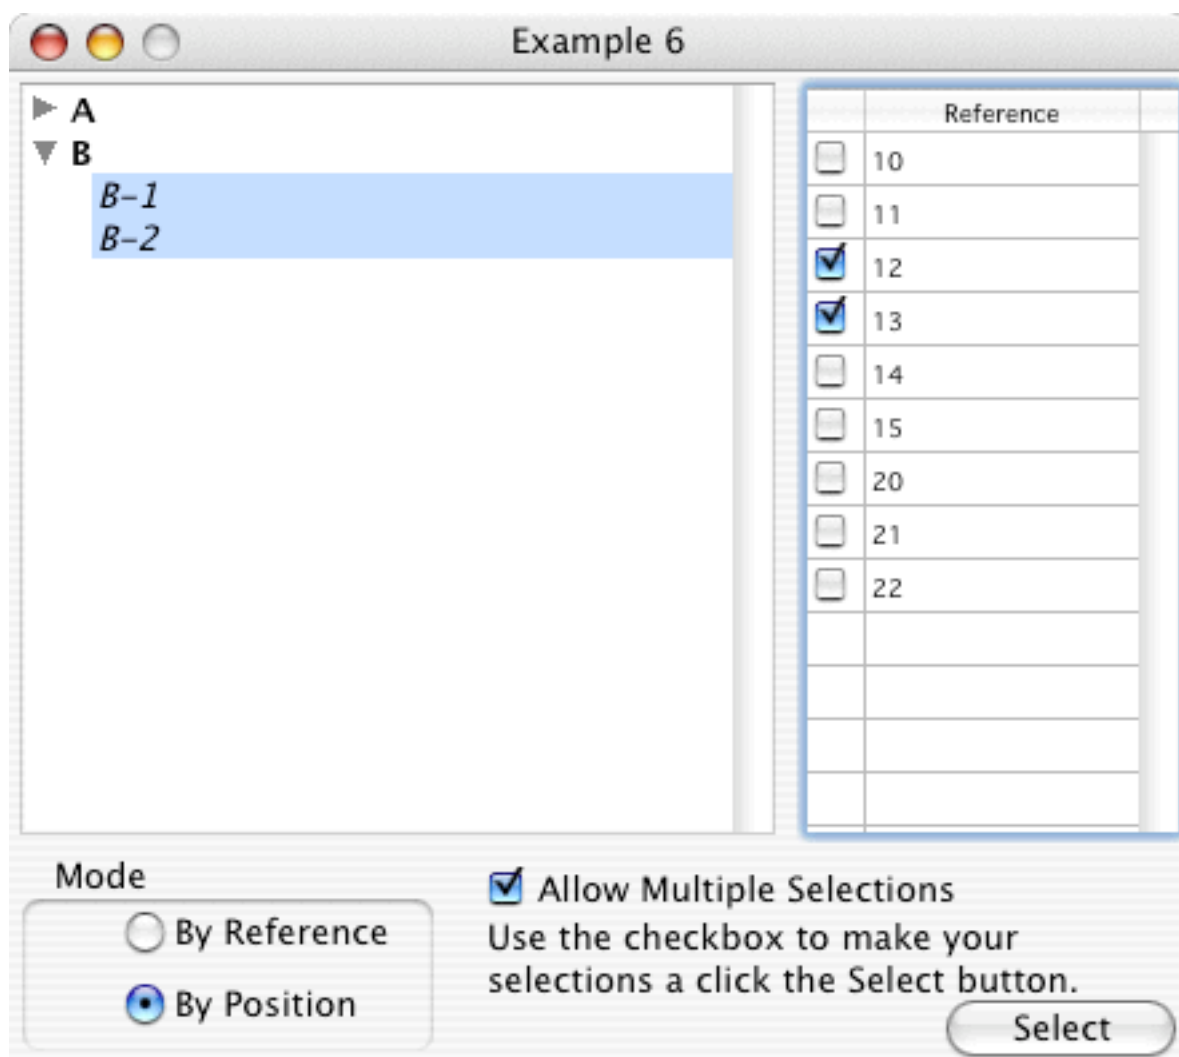 Example 6
A
B
B-1
B-2
Reference
10
11
12
13
14
15
20
21
22
Mode
By Reference
By Position
Allow Multiple Selections
Use the checkbox to make your
selections a click the Select button.
Select